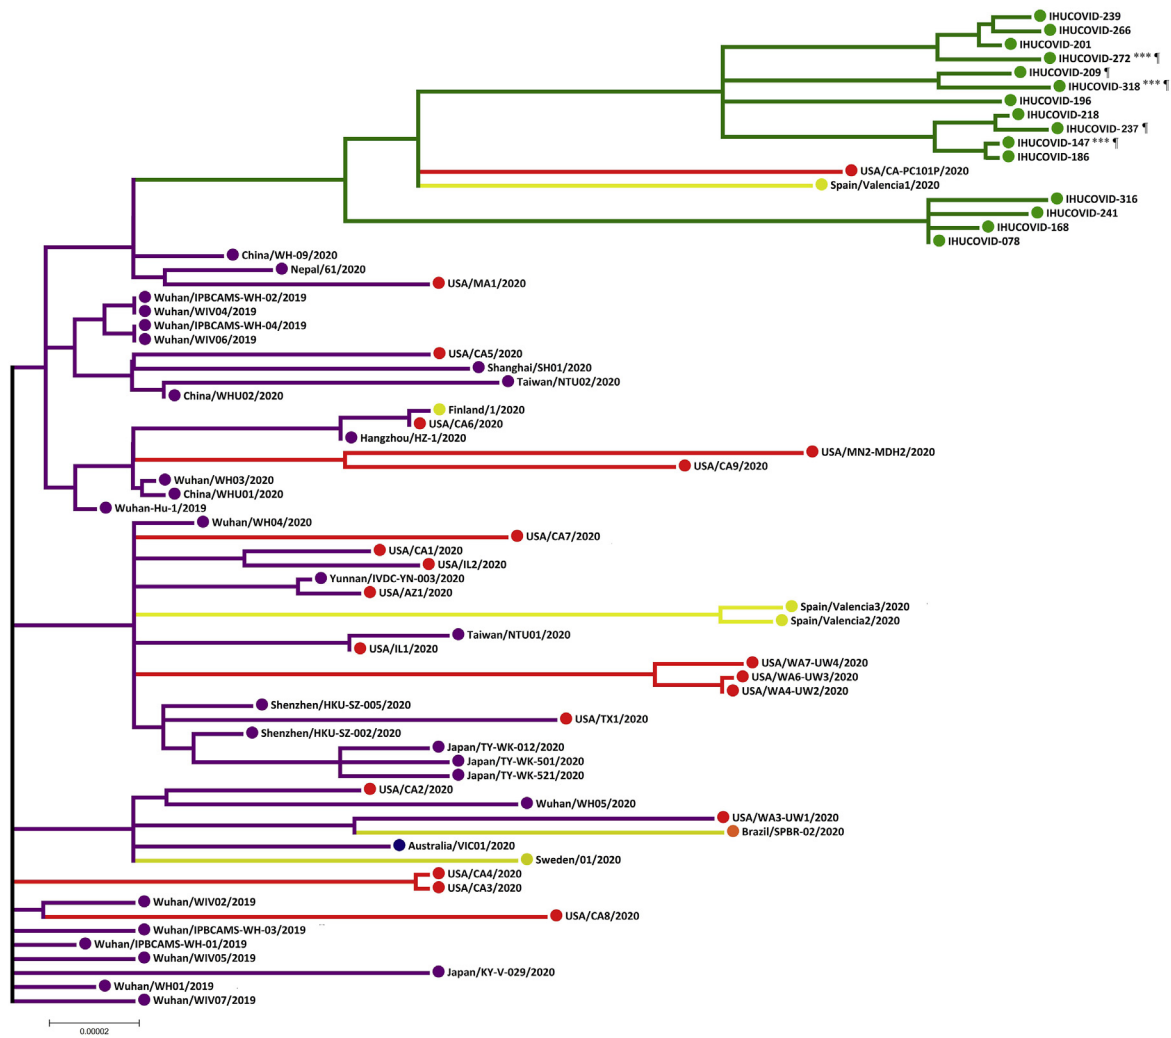 IHUCOVID-239
IHUCOVID-266
IHUCOVID-201
IHUCOVID-272 *** ¶
IHUCOVID-209 ¶
IHUCOVID-318 *** ¶
IHUCOVID-196
IHUCOVID-218
IHUCOVID-237 ¶
IHUCOVID-147 *** ¶
IHUCOVID-186
USA/CA-PC101P/2020
Spain/Valencia1/2020
IHUCOVID-316
IHUCOVID-241
IHUCOVID-168
IHUCOVID-078
China/WH-09/2020
Nepal/61/2020
USA/MA1/2020
Wuhan/IPBCAMS-WH-02/2019
Wuhan/WIV04/2019
Wuhan/IPBCAMS-WH-04/2019
Wuhan/WIV06/2019
USA/CA5/2020
Shanghai/SH01/2020
Taiwan/NTU02/2020
China/WHU02/2020
Finland/1/2020
USA/CA6/2020
Hangzhou/HZ-1/2020
USA/MN2-MDH2/2020
USA/CA9/2020
Wuhan/WH03/2020
China/WHU01/2020
Wuhan-Hu-1/2019
Wuhan/WH04/2020
USA/CA7/2020
USA/CA1/2020
USA/IL2/2020
Yunnan/IVDC-YN-003/2020
USA/AZ1/2020
Spain/Valencia3/2020
Spain/Valencia2/2020
Taiwan/NTU01/2020
USA/IL1/2020
USA/WA7-UW4/2020
USA/WA6-UW3/2020
USA/WA4-UW2/2020
Shenzhen/HKU-SZ-005/2020
USA/TX1/2020
Shenzhen/HKU-SZ-002/2020
Japan/TY-WK-012/2020
Japan/TY-WK-501/2020
Japan/TY-WK-521/2020
USA/CA2/2020
Wuhan/WH05/2020
USA/WA3-UW1/2020
Brazil/SPBR-02/2020
Australia/VIC01/2020
Sweden/01/2020
USA/CA4/2020
USA/CA3/2020
Wuhan/WIV02/2019
USA/CA8/2020
Wuhan/IPBCAMS-WH-03/2019
Wuhan/IPBCAMS-WH-01/2019
Wuhan/WIV05/2019
Japan/KY-V-029/2020
Wuhan/WH01/2019
Wuhan/WIV07/2019
0.00002